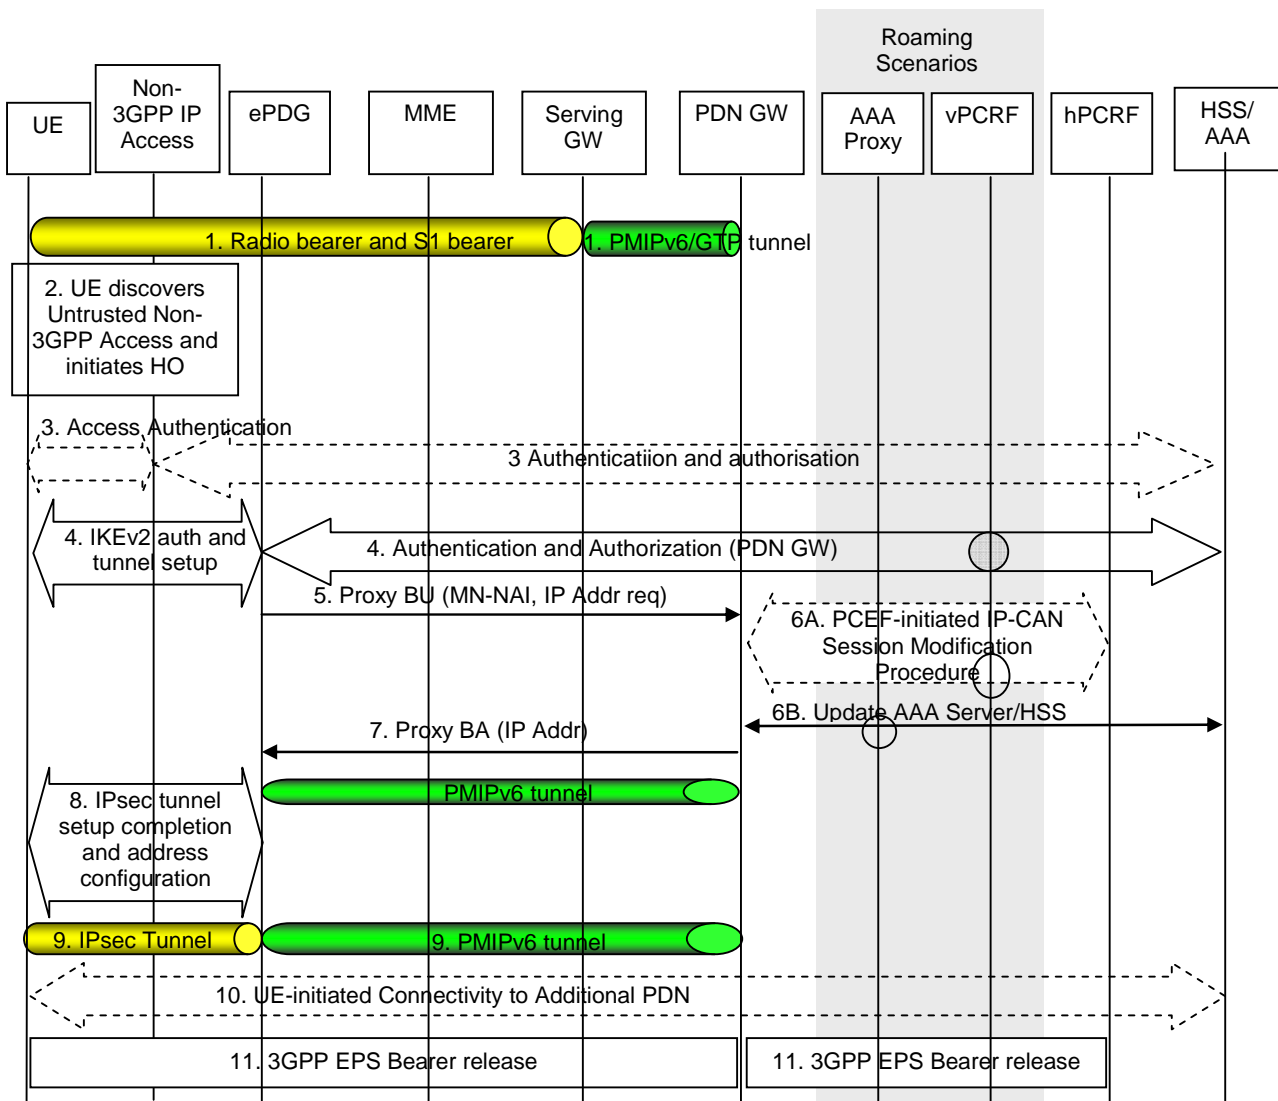 Roaming
Scenarios
UE
Non-
3GPP IP
Access
ePDG
MME
Serving
GW
PDN GW
AAA
Proxy
vPCRF
hPCRF
HSS/
AAA
1. Radio bearer and S1 bearer
1. PMIPv6/GTP tunnel
2. UE discovers
Untrusted Non-
3GPP Access and
initiates HO
3. Access Authentication
3 Authenticatiion and authorisation
4. IKEv2 auth and
tunnel setup
4. Authentication and Authorization (PDN GW)
5. Proxy BU (MN-NAI, IP Addr req)
6A. PCEF-initiated IP-CAN
Session Modification
Procedure
6B. Update AAA Server/HSS
7. Proxy BA (IP Addr)
PMIPv6 tunnel
8. IPsec tunnel
setup completion
and address
configuration
9. IPsec Tunnel
9. PMIPv6 tunnel
10. UE-initiated Connectivity to Additional PDN
11. 3GPP EPS Bearer release
11. 3GPP EPS Bearer release